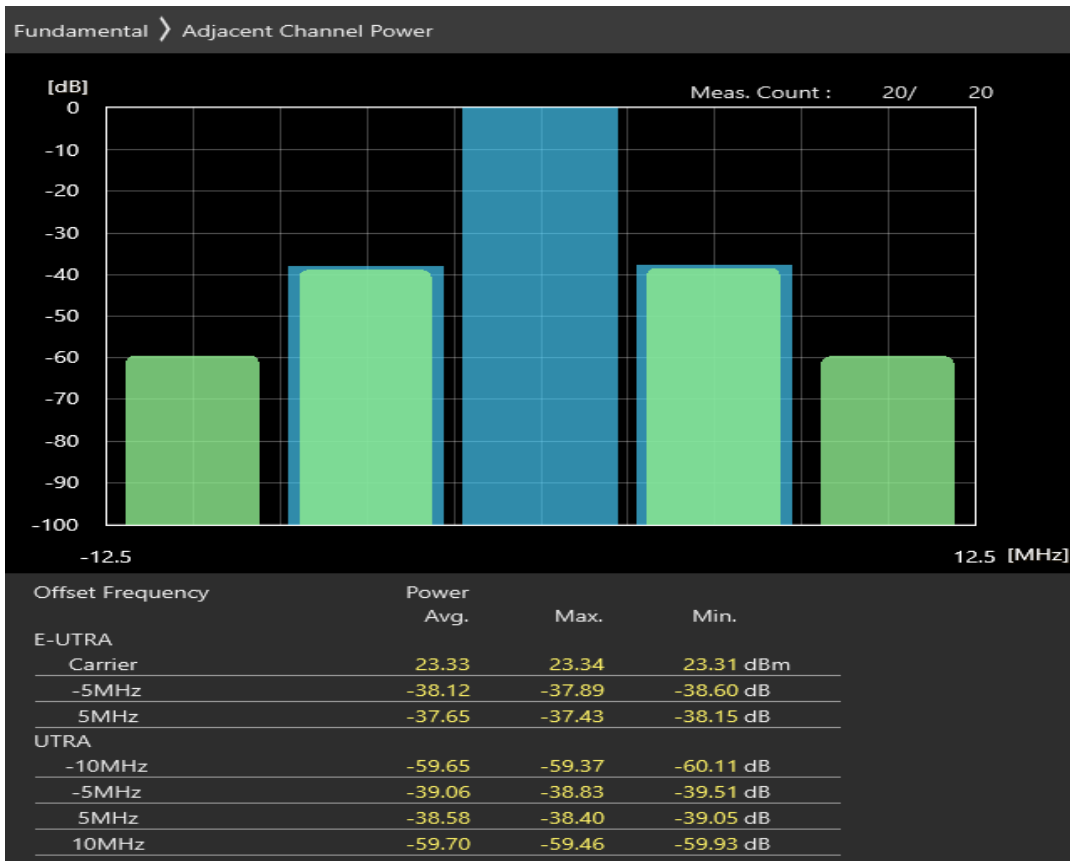 Fundamental ❯ Adjacent Channel Power
[dB]
Meas. Count : 20/ 20
0
-10
-20
-30
-40
-50
-60
-70
-80
-90
-100
-12.5 12.5 [MHz]
Offset Frequency Power
Avg. Max. Min.
E-UTRA
Carrier 23.33 23.34 23.31 dBm
-5MHz -38.12 -37.89 -38.60 dB
5MHz -37.65 -37.43 -38.15 dB
UTRA
-10MHz -59.65 -59.37 -60.11 dB
-5MHz -39.06 -38.83 -39.51 dB
5MHz -38.58 -38.40 -39.05 dB
10MHz -59.70 -59.46 -59.93 dB